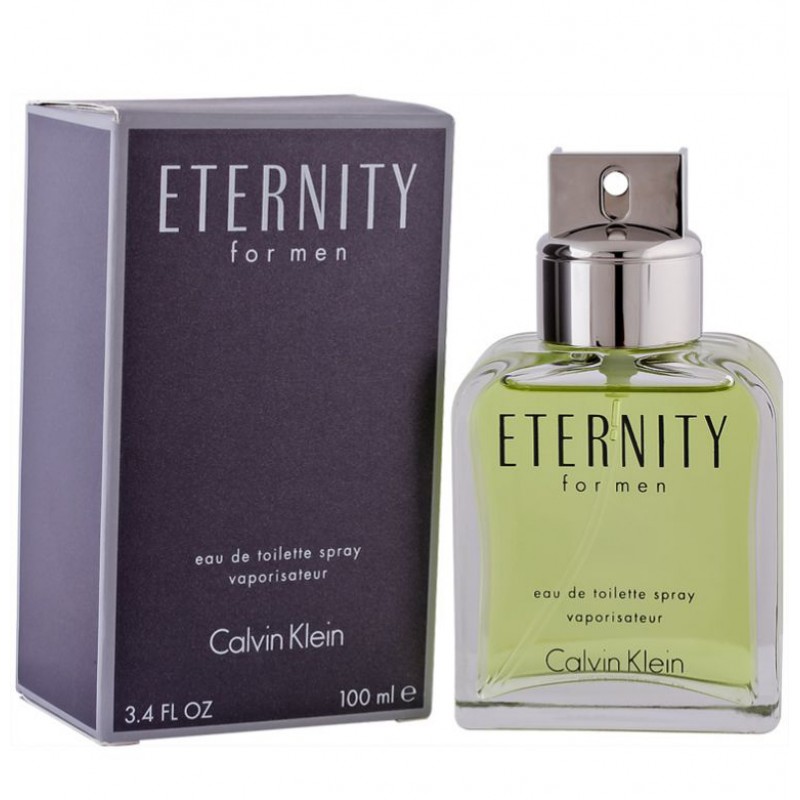 ETERNITY
for men
eau de toilette spray
vaporisateur
Calvin Klein
3.4 FL OZ 100 ml ℮
ETERNITY
for men
eau de toilette spray
vaporisateur
Calvin Klein